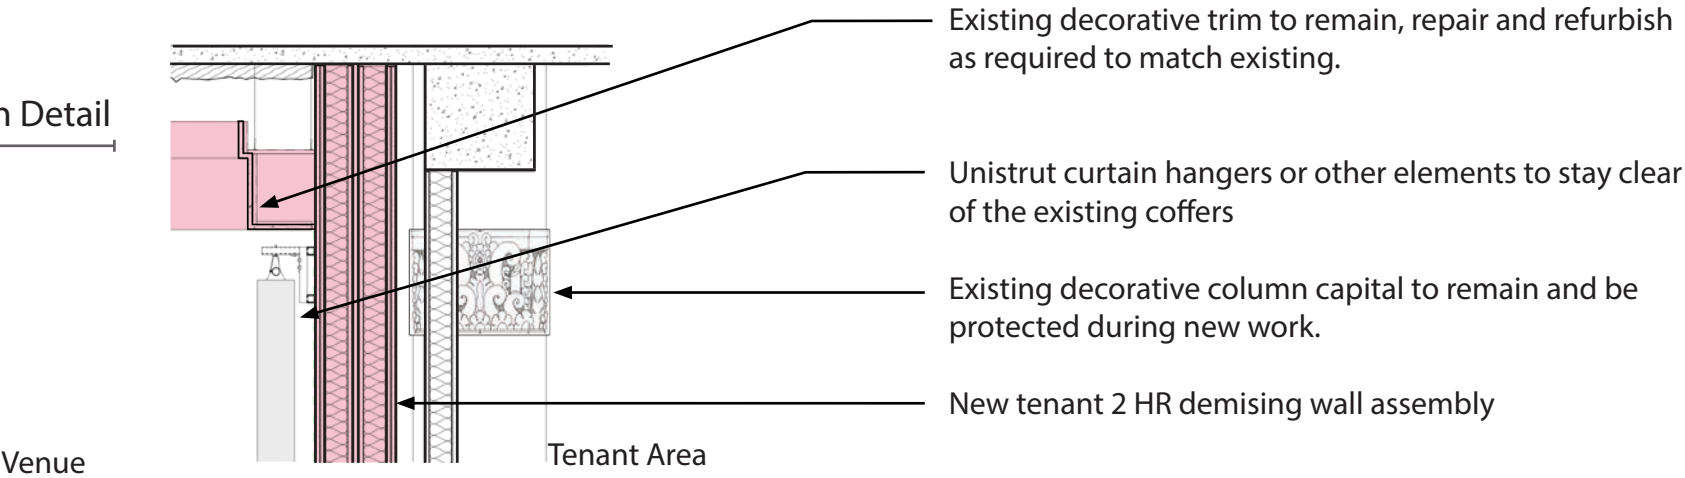 Existing decorative trim to remain, repair and refurbish
as required to match existing.
Detail
Unistrut curtain hangers or other elements to stay clear
of the existing coffers
Existing decorative column capital to remain and be
protected during new work.
New tenant 2 HR demising wall assembly
Tenant Area
Venue